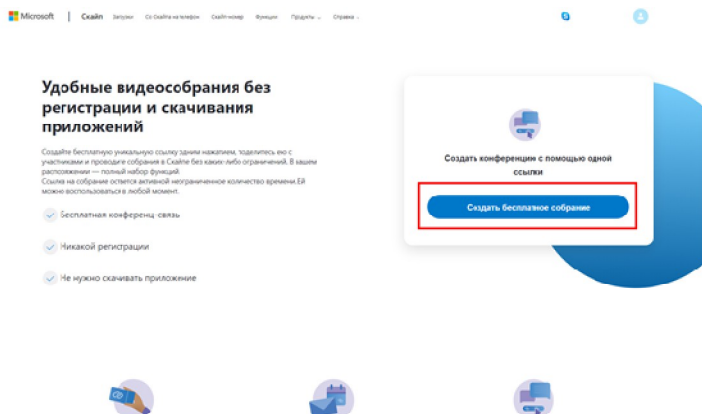 Microsoft | Скайп Загрузки Со Скайпа на телефон Скайп-номер Функции Продукты Справка
Удобные видеособрания без
регистрации и скачивания
приложений
Создайте бесплатную уникальную ссылку одним нажатием, поделитесь ею с
участниками и проводите собрания в Скайпе без каких-либо ограничений. В вашем
распоряжении — полный набор функций.
Ссылка на собрание остается активной неограниченное количество времени. Ей
можно воспользоваться в любой момент.
Бесплатная конференц-связь
Никакой регистрации
Не нужно скачивать приложение
Создать конференцию с помощью одной
ссылки
Создать бесплатное собрание